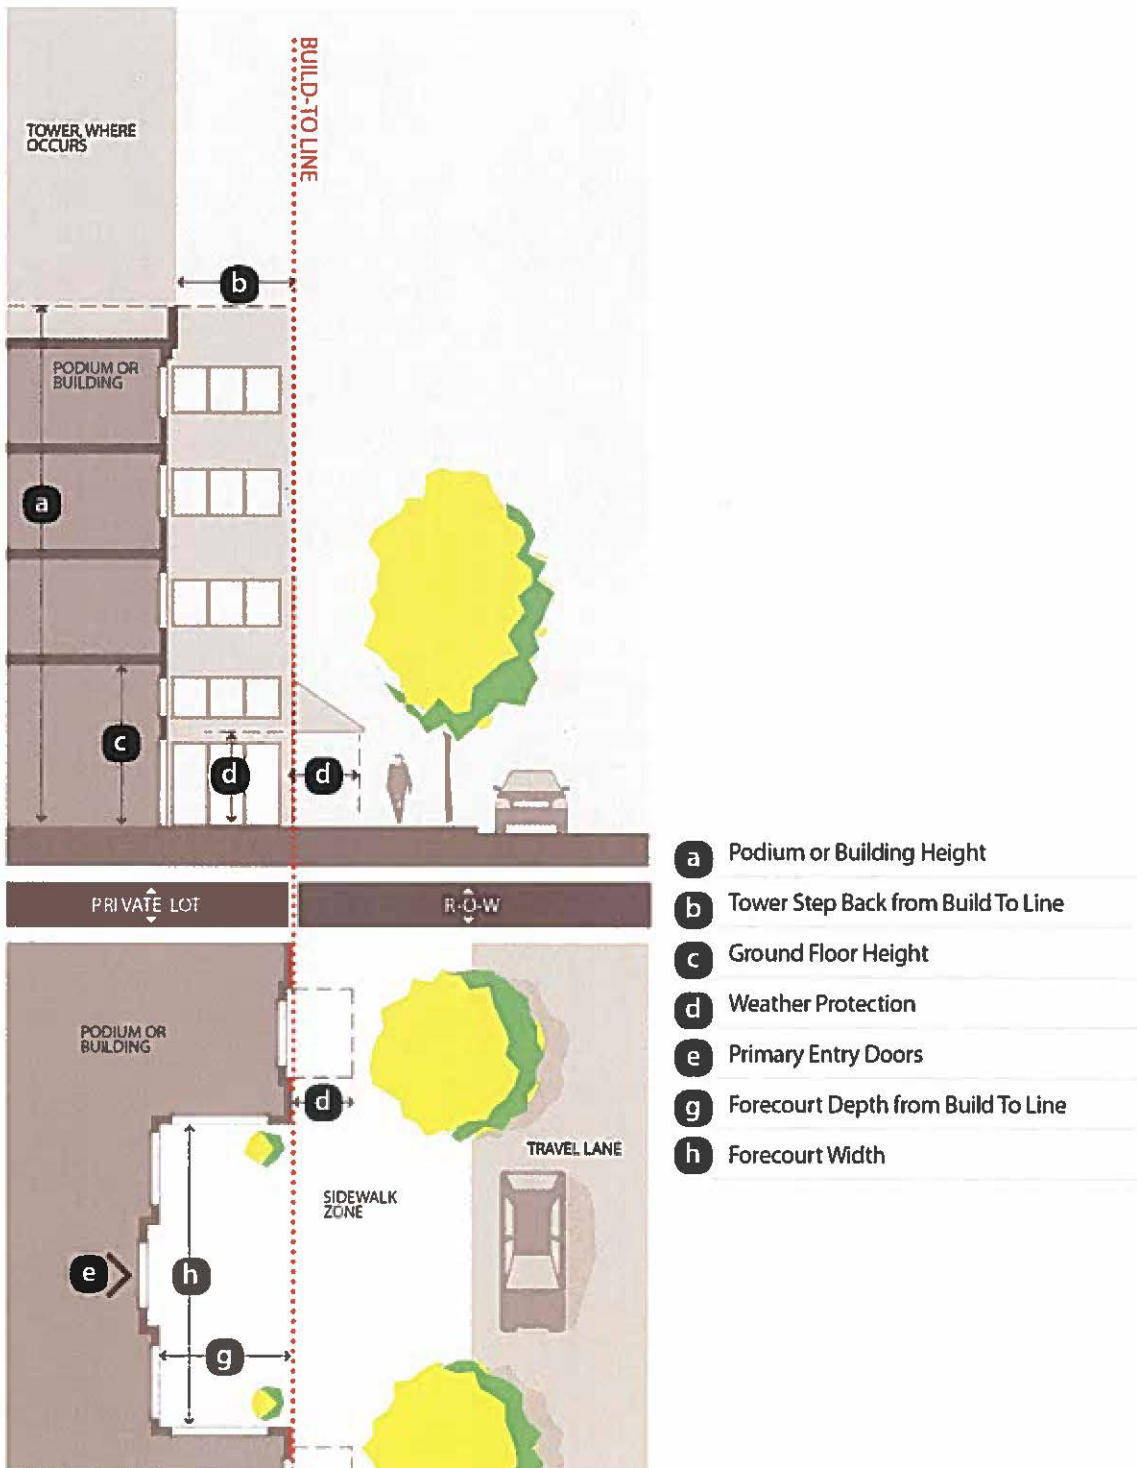 BUILD-TO LINE
TOWER, WHERE
OCCURS
b
PODIUM OR
BUILDING
a
c
d
d
PRIVATE LOT
R-O-W
a Podium or Building Height
b Tower Step Back from Build To Line
c Ground Floor Height
d Weather Protection
e Primary Entry Doors
g Forecourt Depth from Build To Line
h Forecourt Width
PODIUM OR
BUILDING
d
TRAVEL LANE
SIDEWALK
ZONE
e
h
g